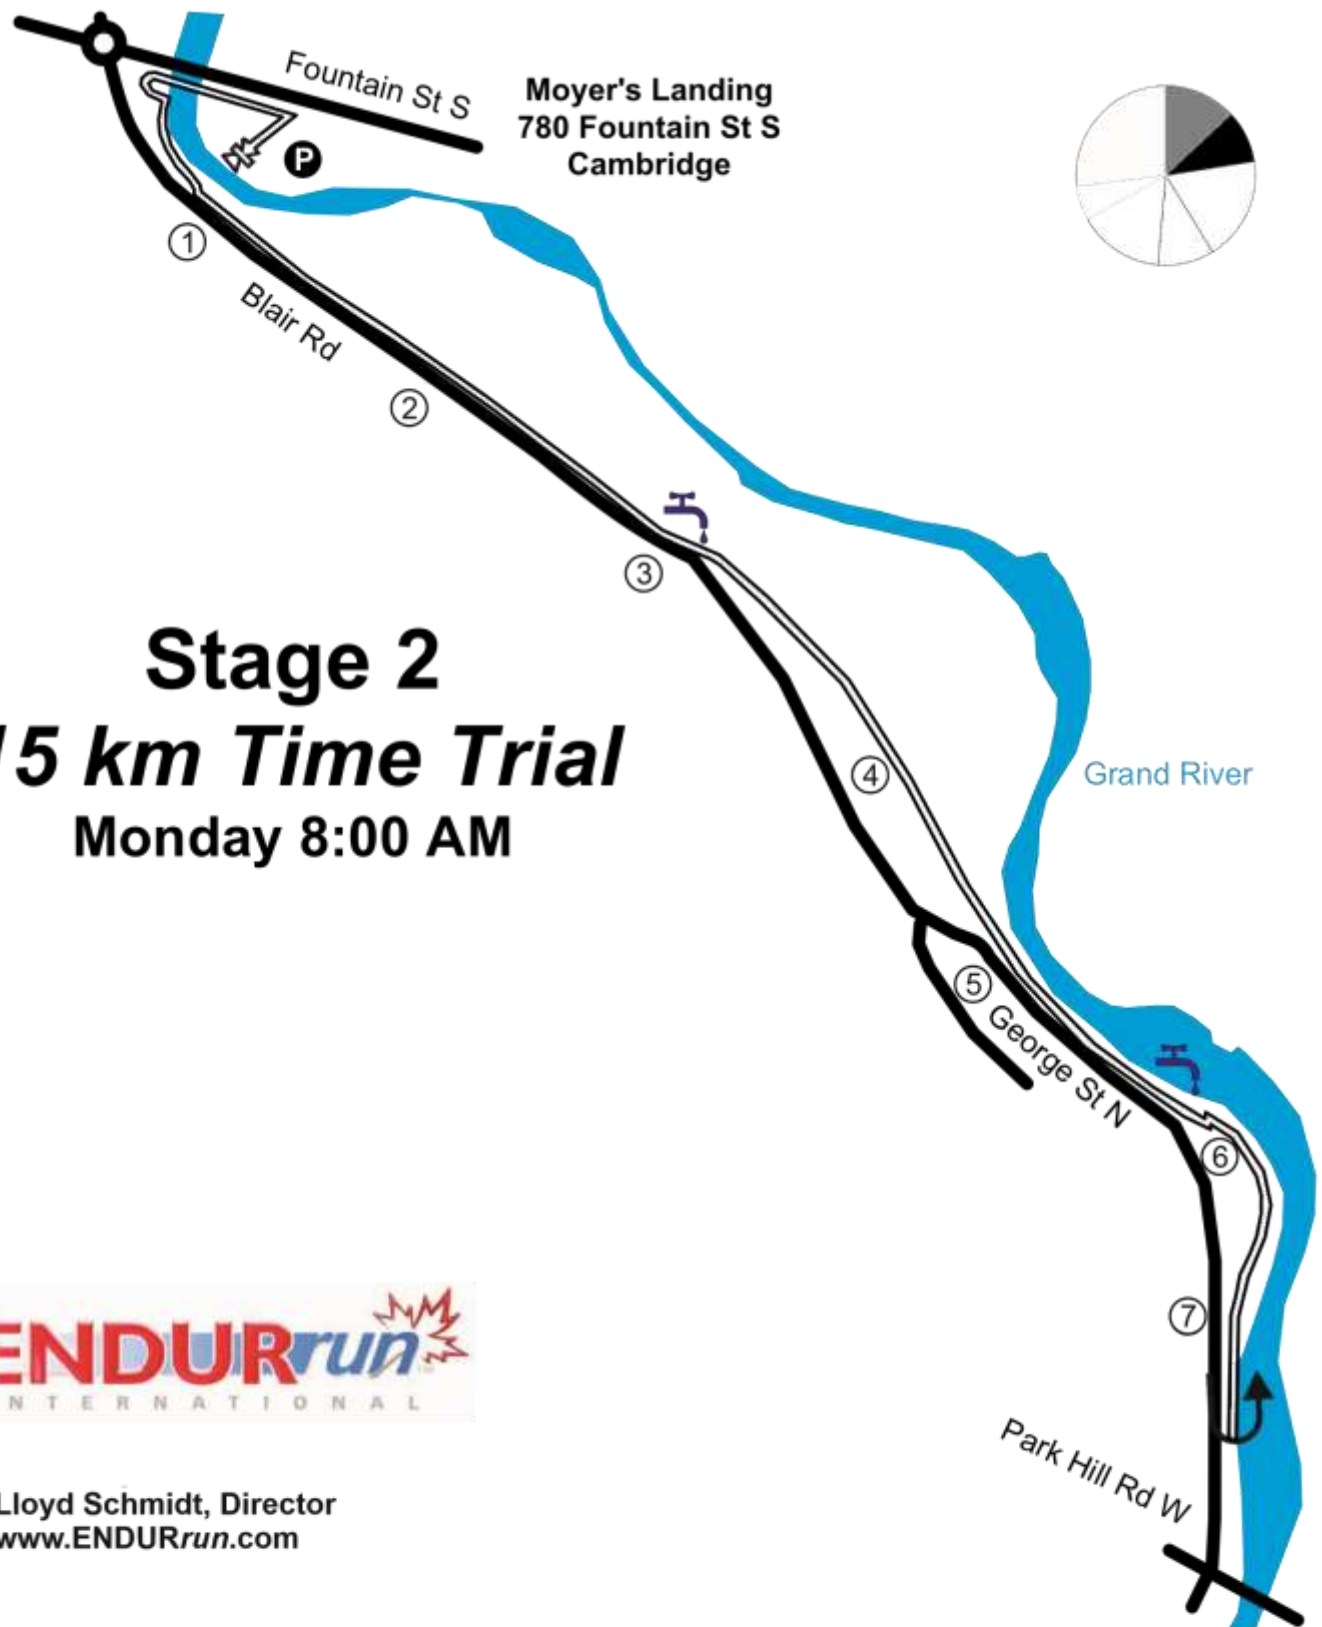 Fountain St S
Moyer's Landing
780 Fountain St S
Cambridge
P
1
Blair Rd
2
3
Stage 2
5 km Time Trial
Monday 8:00 AM
4
Grand River
5
George St N
6
7
ENDURrun
NTERNATIONAL
Park Hill Rd W
Lloyd Schmidt, Director
www.ENDURrun.com